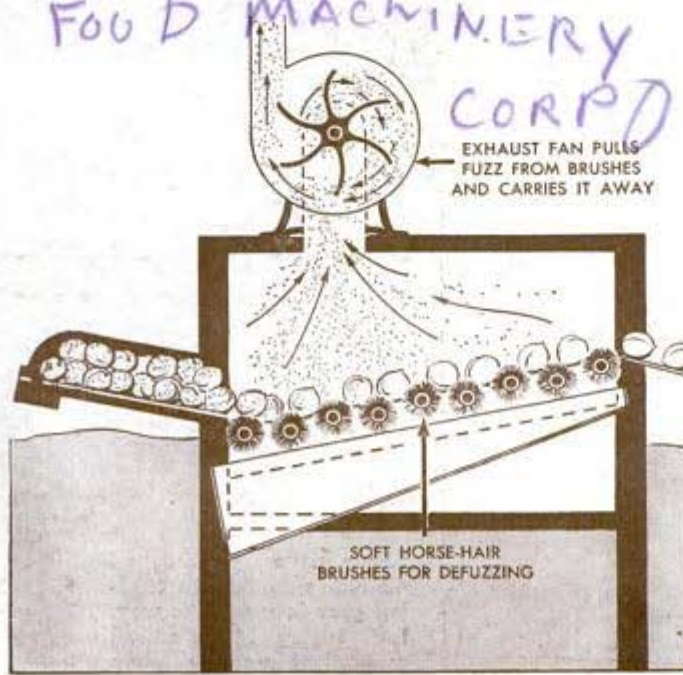 FOOD MACHINERY
CORP
EXHAUST FAN PULLS
FUZZ FROM BRUSHES
AND CARRIES IT AWAY
SOFT HORSE-HAIR
BRUSHES FOR DEFUZZING